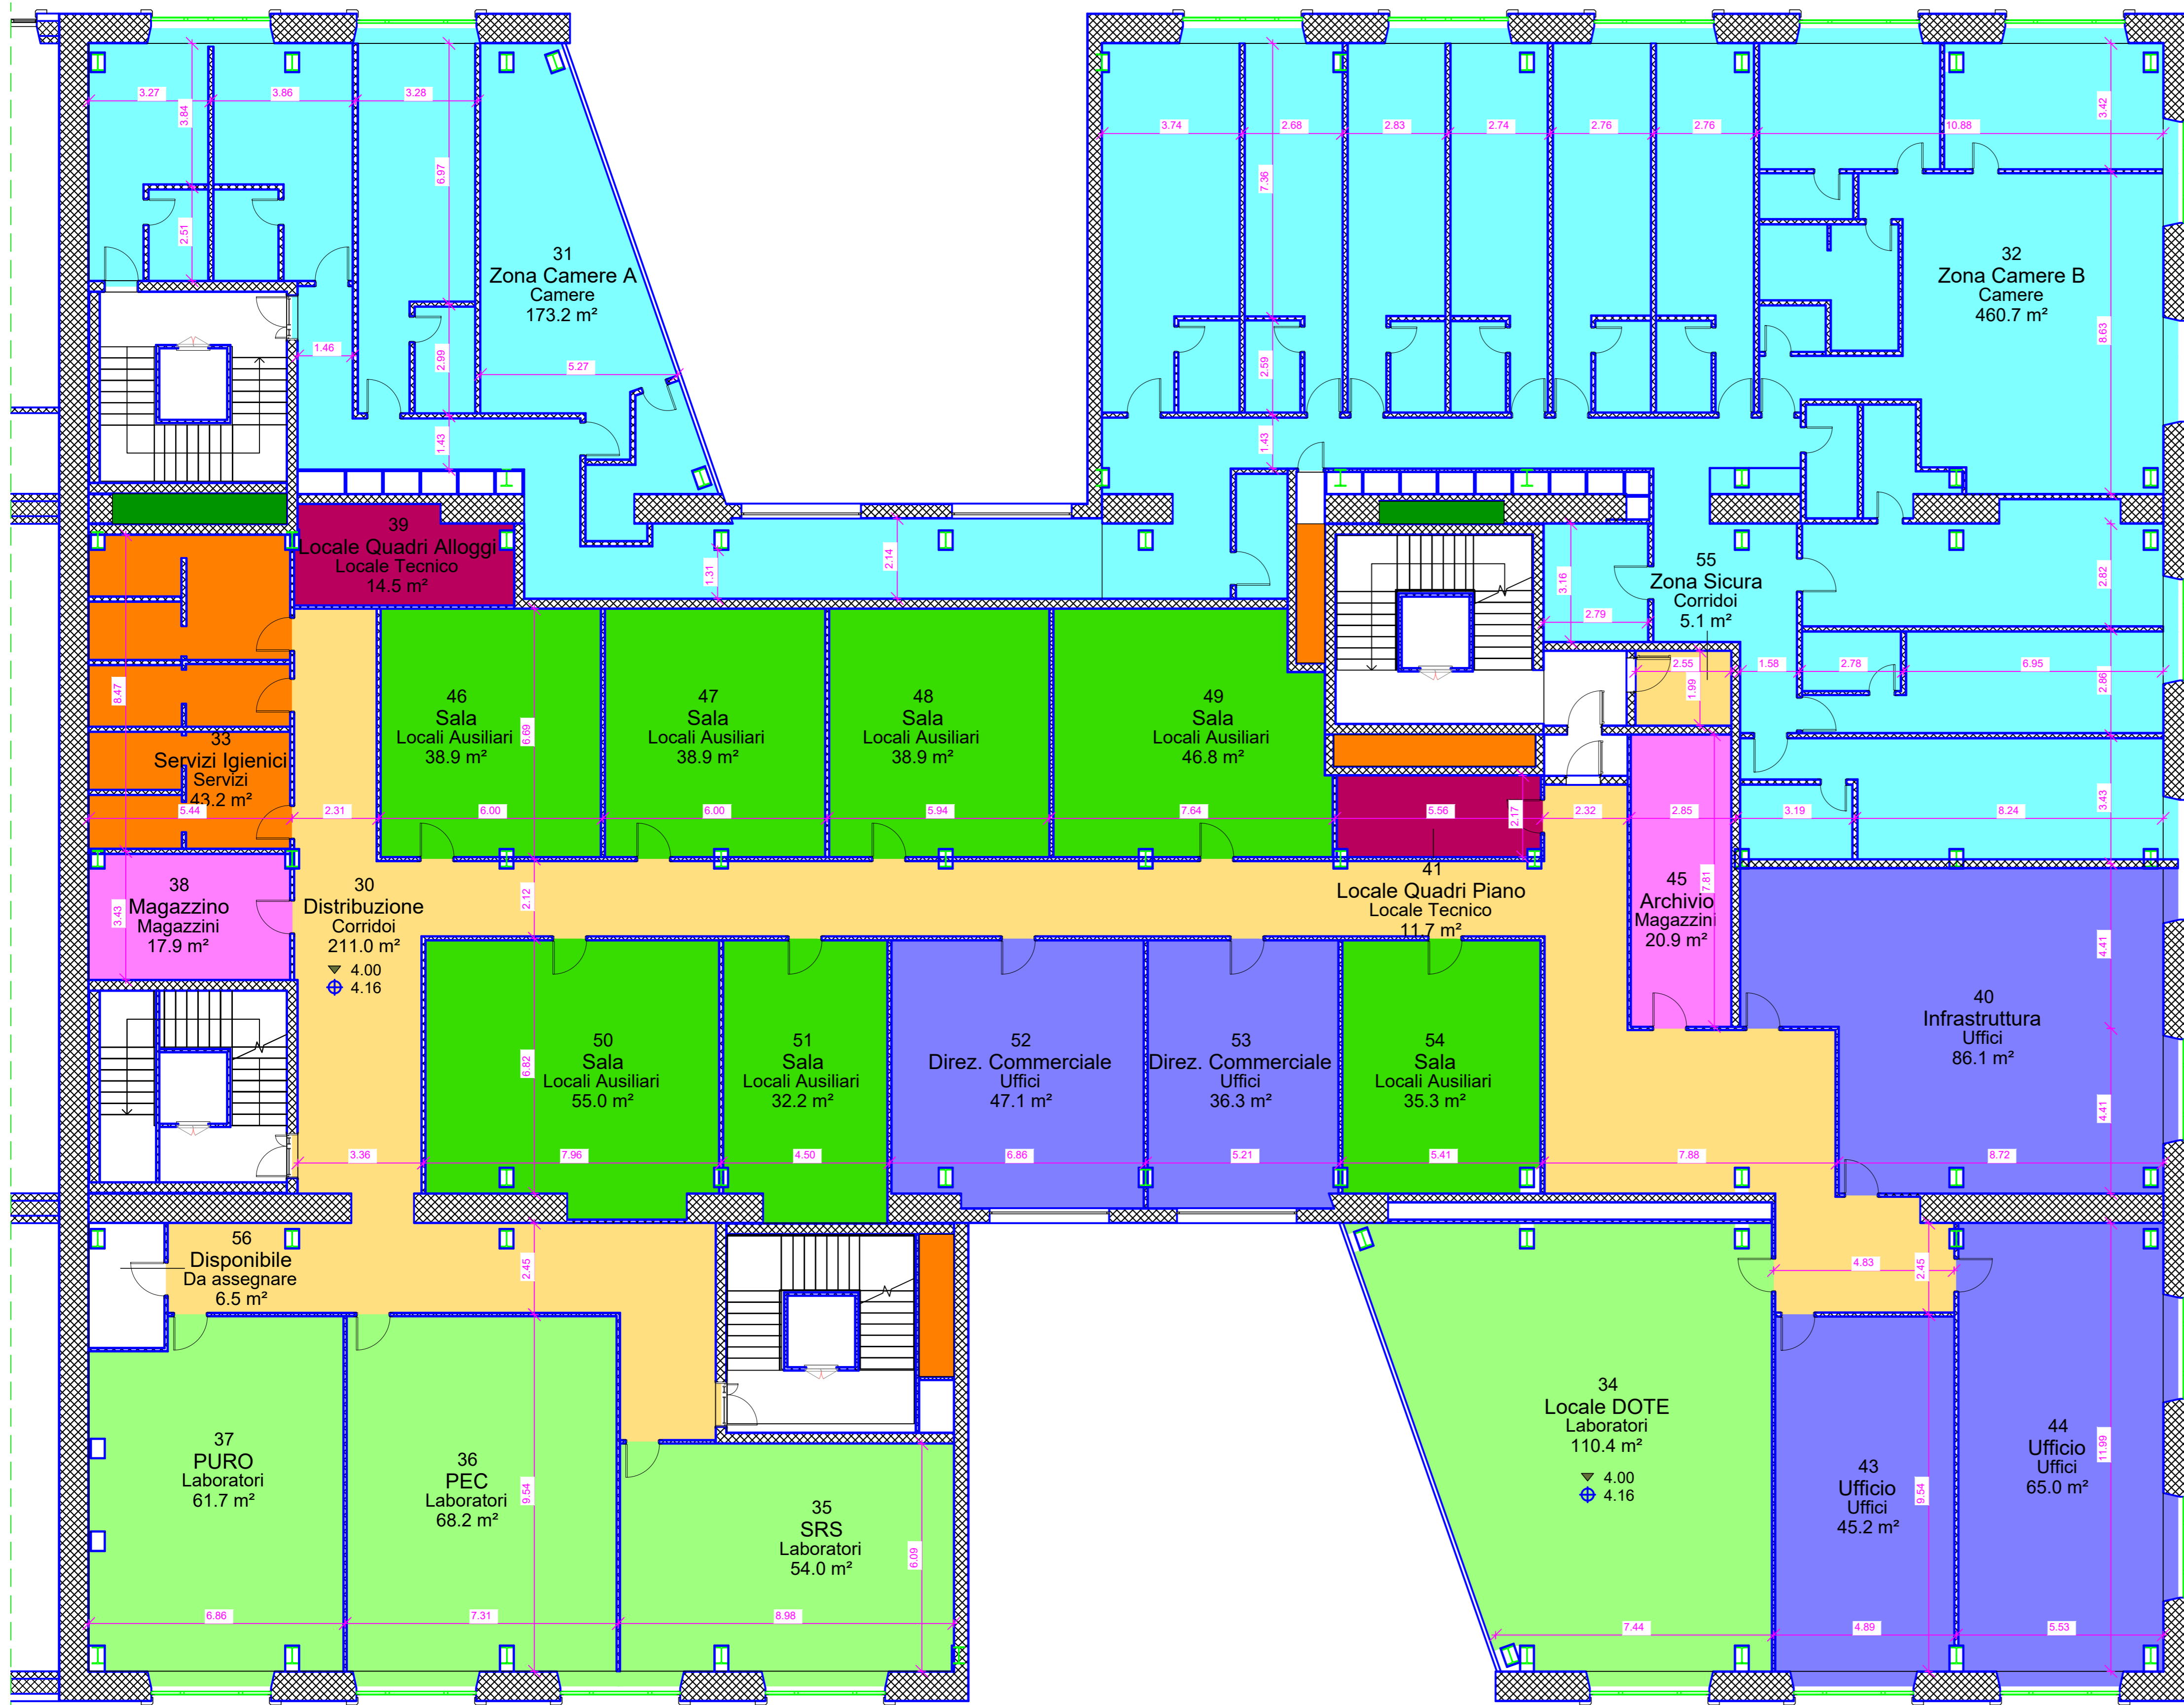 3.27
3.86
3.28
3.84
6.97
2.51
31
Zona Camere A
Camere
173.2 m²
1.46
2.99
5.27
1.43
3.74
2.68
2.83
2.74
2.76
2.76
10.88
3.42
7.36
2.59
1.43
32
Zona Camere B
Camere
460.7 m²
8.63
39
Locale Quadri Alloggi
Locale Tecnico
14.5 m²
1.31
2.14
3.16
2.79
55
Zona Sicura
Corridoi
5.1 m²
2.82
2.55
1.99
1.58
2.78
6.95
2.86
8.47
33
Servizi Igienici
Servizi
43.2 m²
5.44
2.31
46
Sala
Locali Ausiliari
38.9 m²
6.69
6.00
47
Sala
Locali Ausiliari
38.9 m²
6.00
48
Sala
Locali Ausiliari
38.9 m²
5.94
49
Sala
Locali Ausiliari
46.8 m²
7.64
5.56
2.17
2.32
2.85
3.19
8.24
3.43
38
Magazzino
Magazzini
17.9 m²
3.43
30
Distribuzione
Corridoi
211.0 m²
4.00
4.16
2.12
41
Locale Quadri Piano
Locale Tecnico
11.7 m²
45
Archivio
Magazzini
20.9 m²
7.81
4.41
40
Infrastruttura
Uffici
86.1 m²
4.41
6.82
50
Sala
Locali Ausiliari
55.0 m²
51
Sala
Locali Ausiliari
32.2 m²
52
Direz. Commerciale
Uffici
47.1 m²
53
Direz. Commerciale
Uffici
36.3 m²
54
Sala
Locali Ausiliari
35.3 m²
3.36
7.96
4.50
6.86
5.21
5.41
7.88
8.72
56
Disponibile
Da assegnare
6.5 m²
2.45
4.83
2.45
37
PURO
Laboratori
61.7 m²
36
PEC
Laboratori
68.2 m²
9.54
35
SRS
Laboratori
54.0 m²
6.09
34
Locale DOTE
Laboratori
110.4 m²
4.00
4.16
43
Ufficio
Uffici
45.2 m²
9.54
44
Ufficio
Uffici
65.0 m²
11.99
6.86
7.31
8.98
7.44
4.89
5.53